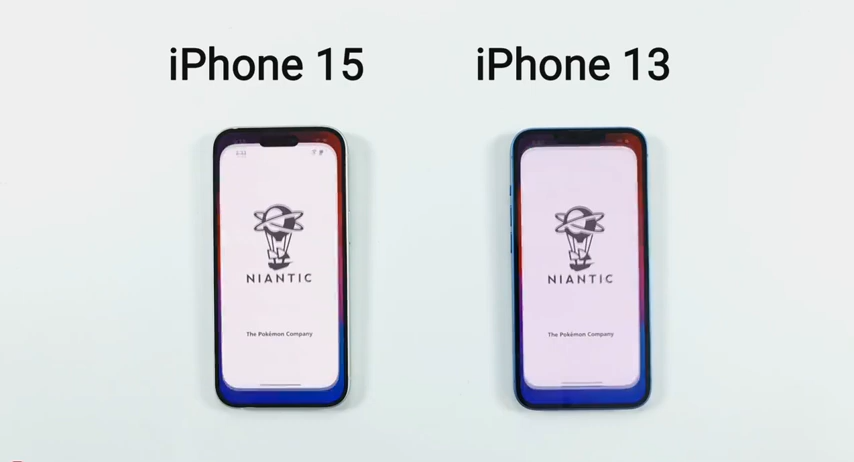 iPhone 15
iPhone 13
NIANTIC
The Pokémon Company
NIANTIC
The Pokémon Company